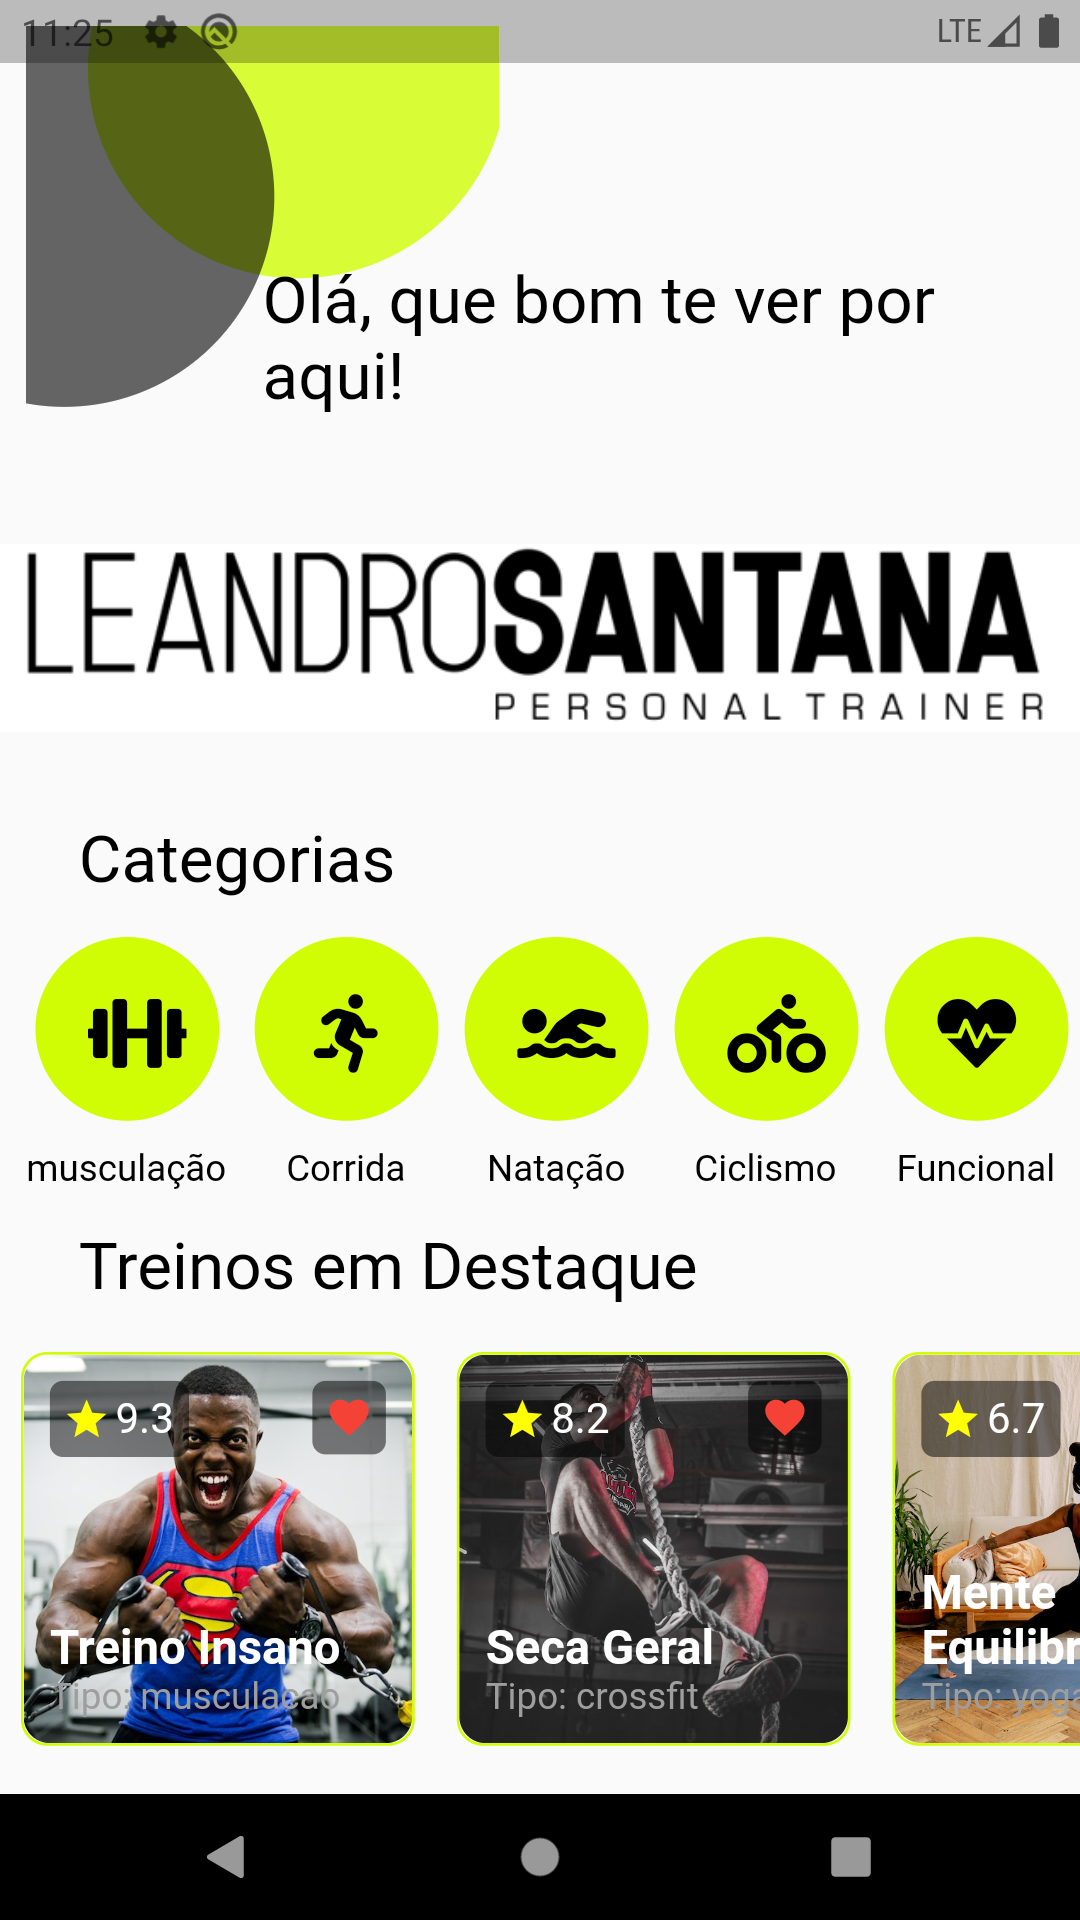 11:25
LTE
Olá, que bom te ver por
aqui!
LEANDROSANTANA
PERSONAL TRAINER
Categorias
musculação Corrida Natação Ciclismo Funcional
Treinos em Destaque
9.3 8.2 6.7
Treino Insano
Tipo: musculacao
Seca Geral
Tipo: crossfit
Mente
Equilibr
Tipo: yoga